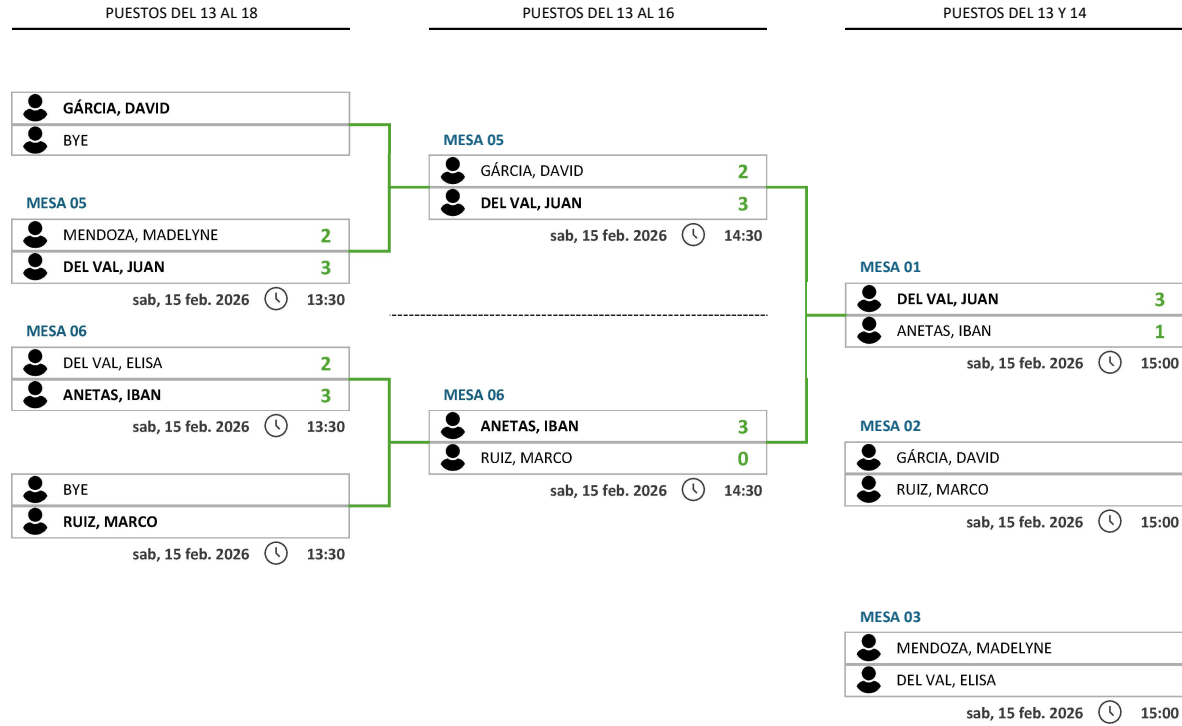 PUESTOS DEL 13 AL 18
GÁRCIA, DAVID
BYE
MESA 05
MENDOZA, MADELYNE 2
DEL VAL, JUAN 3
sab, 15 feb. 2026 13:30
MESA 06
DEL VAL, ELISA 2
ANETAS, IBAN 3
sab, 15 feb. 2026 13:30
BYE
RUIZ, MARCO
sab, 15 feb. 2026 13:30
PUESTOS DEL 13 AL 16
MESA 05
GÁRCIA, DAVID 2
DEL VAL, JUAN 3
sab, 15 feb. 2026 14:30
MESA 06
ANETAS, IBAN 3
RUIZ, MARCO 0
sab, 15 feb. 2026 14:30
PUESTOS DEL 13 Y 14
MESA 01
DEL VAL, JUAN 3
ANETAS, IBAN 1
sab, 15 feb. 2026 15:00
MESA 02
GÁRCIA, DAVID
RUIZ, MARCO
sab, 15 feb. 2026 15:00
MESA 03
MENDOZA, MADELYNE
DEL VAL, ELISA
sab, 15 feb. 2026 15:00